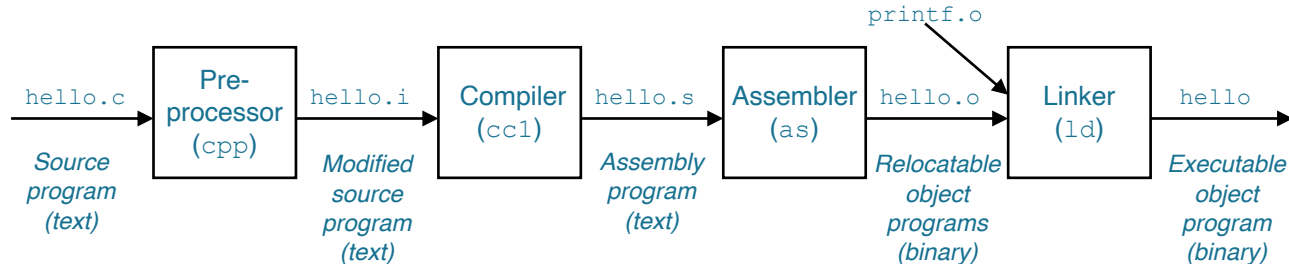 printf.o
hello.c
Pre-
processor
(cpp)
hello.i
Compiler
(cc1)
hello.s
Assembler
(as)
hello.o
Linker
(ld)
hello
Source
program
(text)
Modified
source
program
(text)
Assembly
program
(text)
Relocatable
object
programs
(binary)
Executable
object
program
(binary)